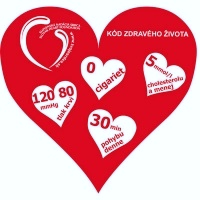 KÓD ZDRAVÉHO ŽIVOTA
0
cigariet
5 mmol/l
cholesterolu
a menej
120 80
mmHg
tlak krvi
30 min
pohybu
denne